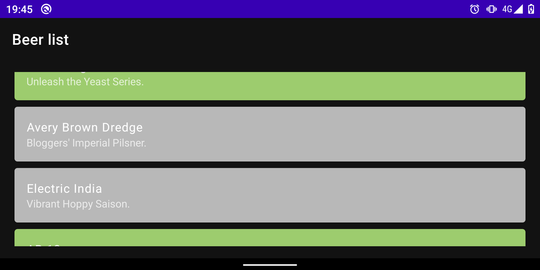 19:45
4G
Beer list
Unleash the Yeast Series.
Avery Brown Dredge
Bloggers' Imperial Pilsner.
Electric India
Vibrant Hoppy Saison.